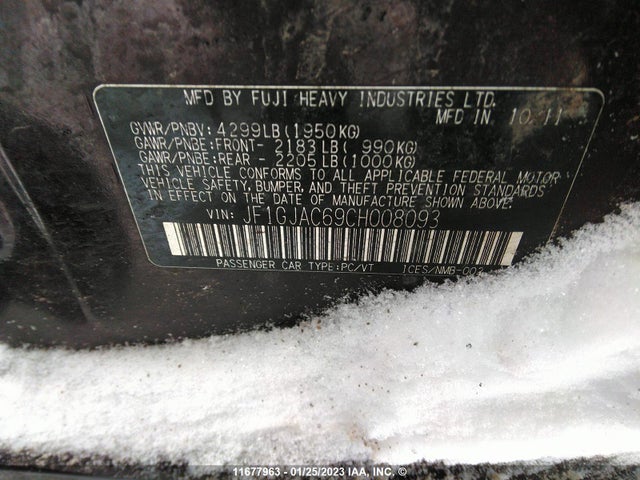 MFD BY FUJI HEAVY INDUSTRIES LTD.
MFD IN 10/11
GVWR/PNBV: 4299LB(1950KG)
GAWR/PNBE:FRONT- 2183LB( 990KG)
GAWR/PNBE:REAR - 2205LB(1000KG)
THIS VEHICLE CONFORMS TO ALL APPLICABLE FEDERAL MOTOR
VEHICLE SAFETY, BUMPER, AND THEFT PREVENTION STANDARDS
IN EFFECT ON THE DATE OF MANUFACTURE SHOWN ABOVE.
VIN: JF1GJAC69CH008093
PASSENGER CAR TYPE:PC/VT ICES/NMB-002
11677963 - 01/25/2023 IAA, INC. ©